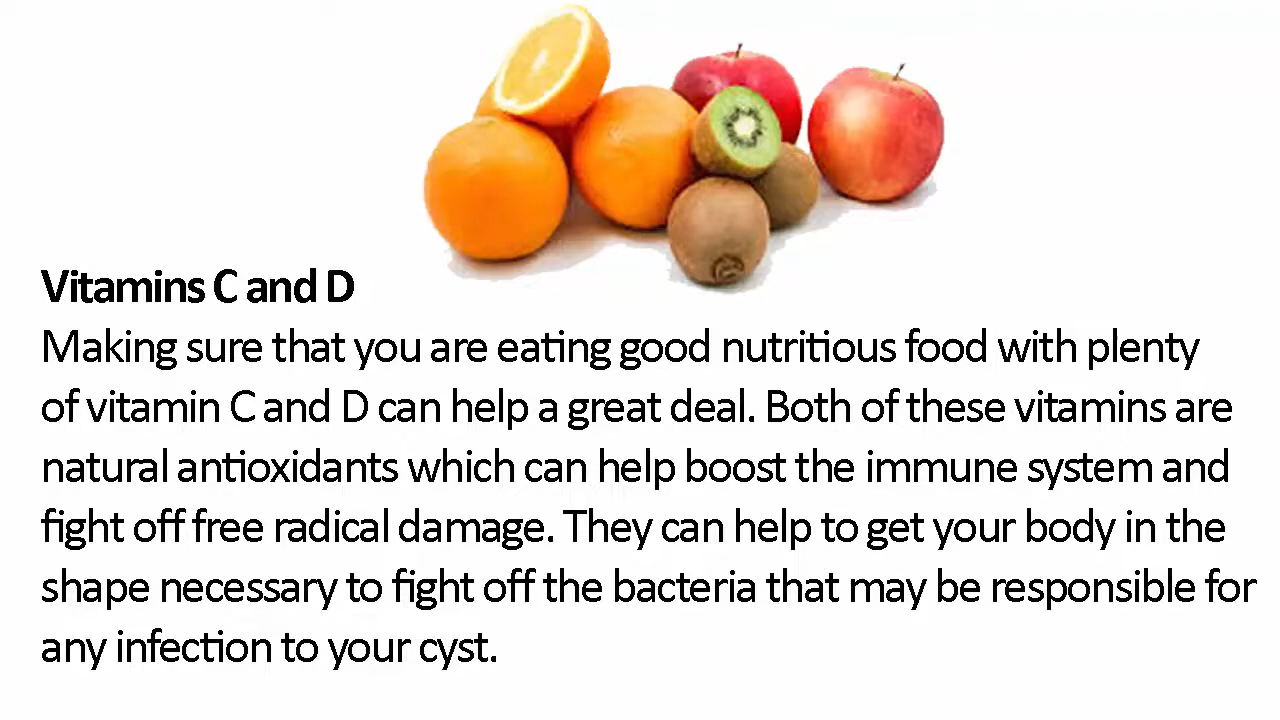 Vitamins C and D
Making sure that you are eating good nutritious food with plenty
of vitamin C and D can help a great deal. Both of these vitamins are
natural antioxidants which can help boost the immune system and
fight off free radical damage. They can help to get your body in the
shape necessary to fight off the bacteria that may be responsible for
any infection to your cyst.